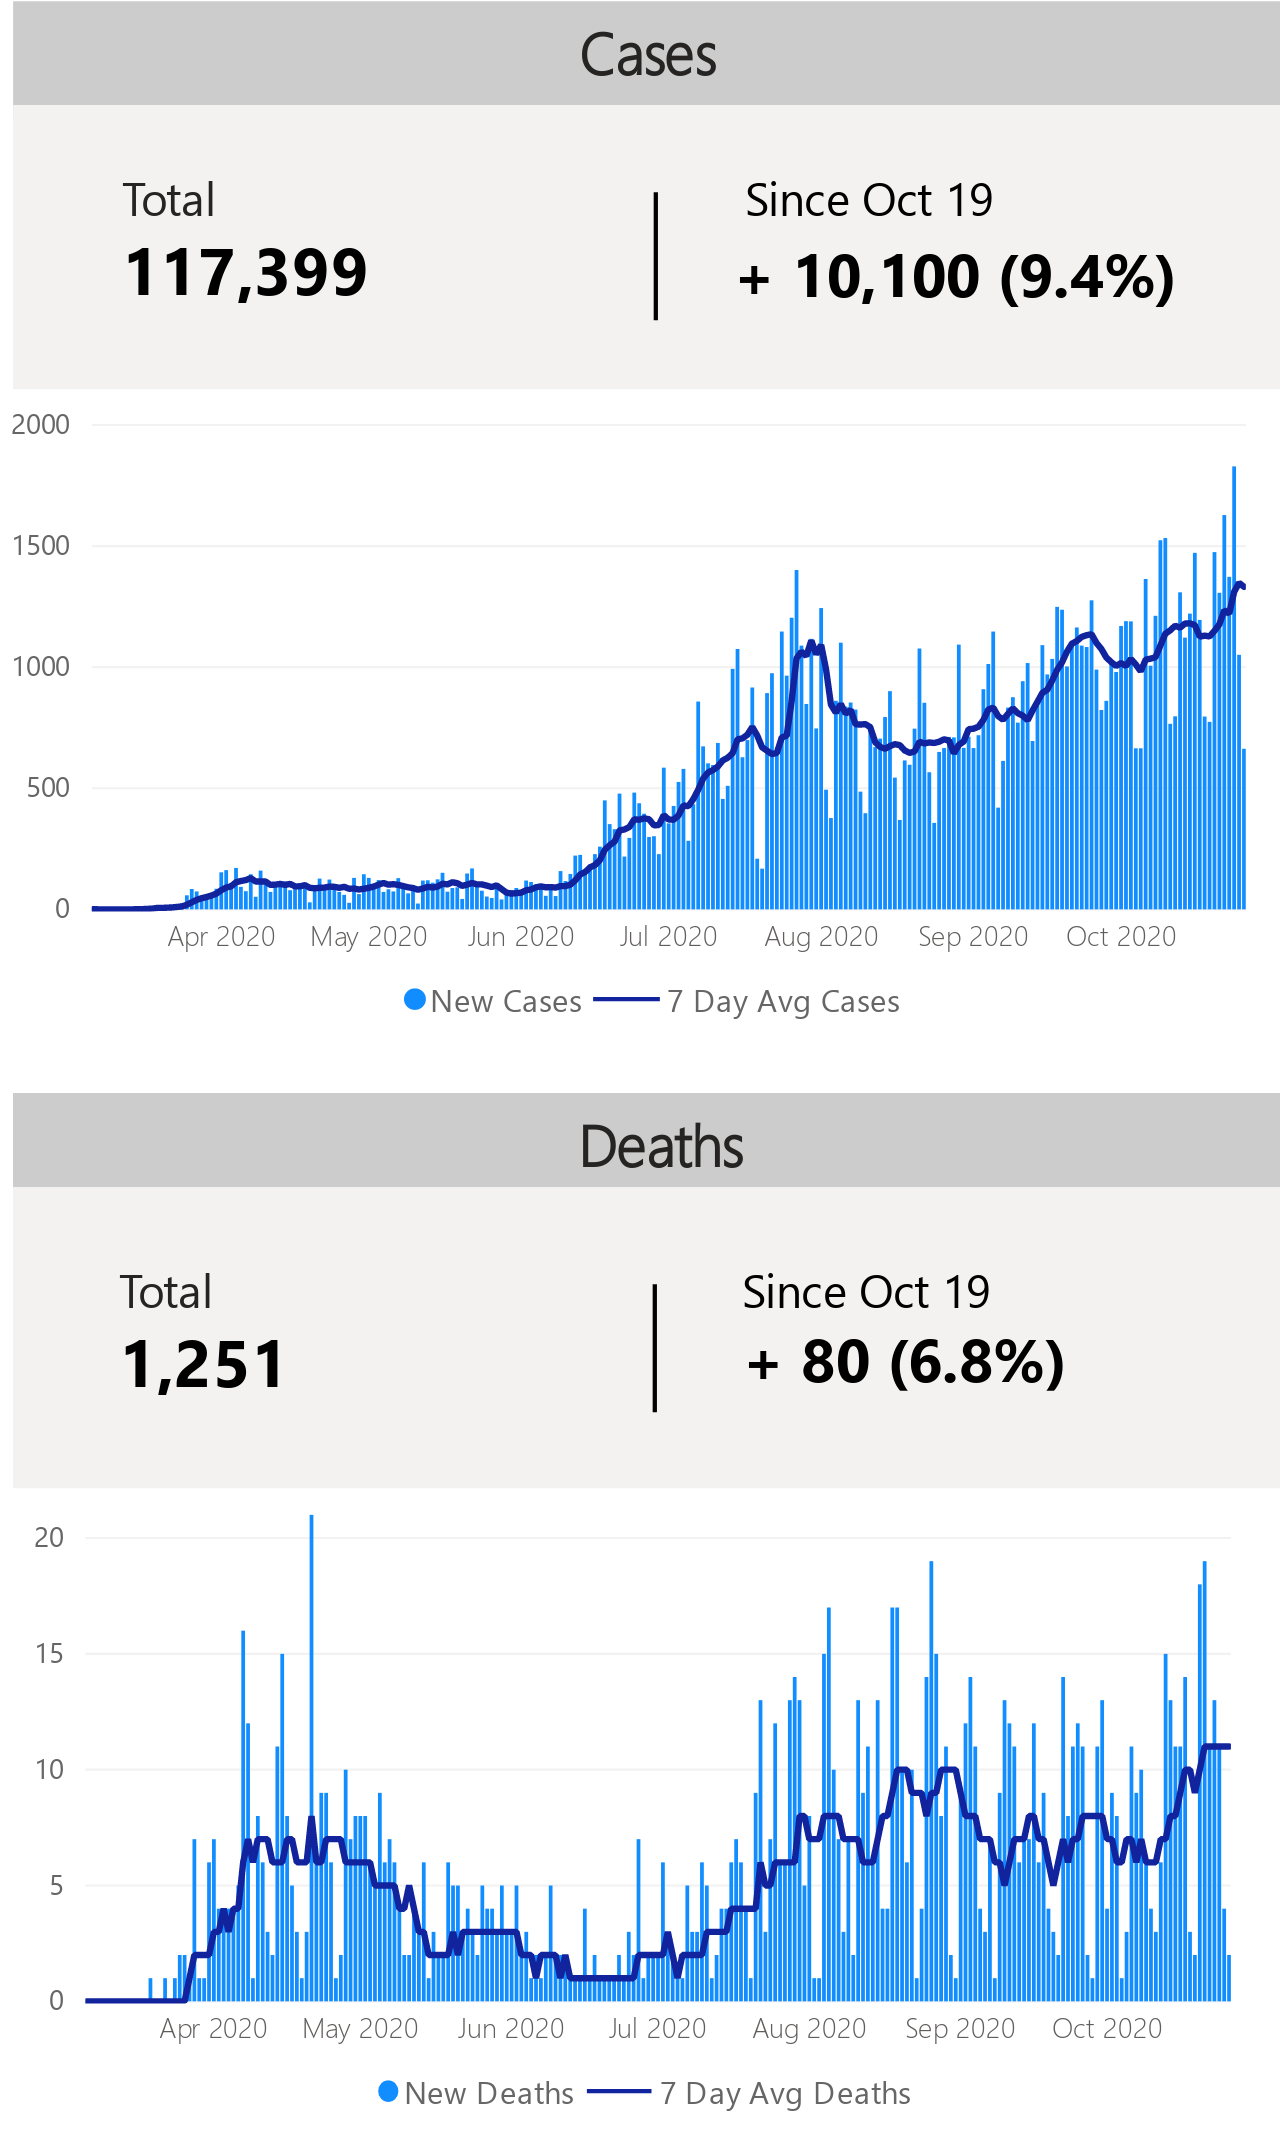 Cases
Total
Since Oct 19
117,399
+ 10,100 (9.4%)
2000
1500
1000
500
0
Apr 2020 May 2020 Jun 2020 Jul 2020 Aug 2020 Sep 2020 Oct 2020
New Cases 7 Day Avg Cases
Deaths
Total
Since Oct 19
1,251
+ 80 (6.8%)
20
15
10
5
0
Apr 2020 May 2020 Jun 2020 Jul 2020 Aug 2020 Sep 2020 Oct 2020
New Deaths 7 Day Avg Deaths